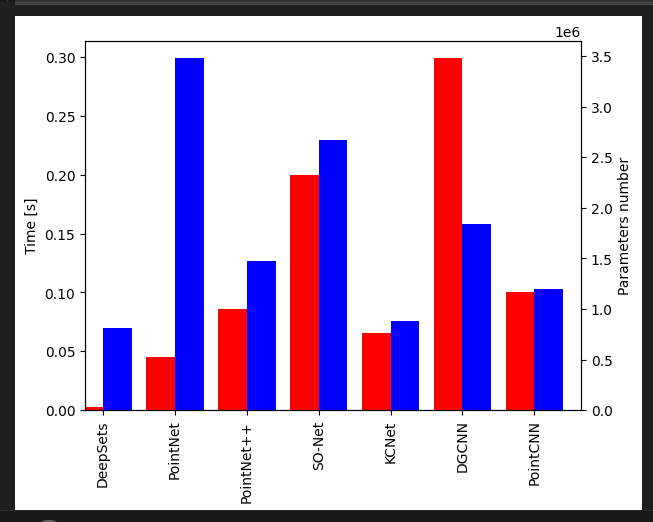 1e6
0.30
0.25
0.20
0.15
0.10
0.05
0.00
Time [s]
3.5
3.0
2.5
2.0
1.5
1.0
0.5
0.0
Parameters number
DeepSets
PointNet
PointNet++
SO-Net
KCNet
DGCNN
PointCNN